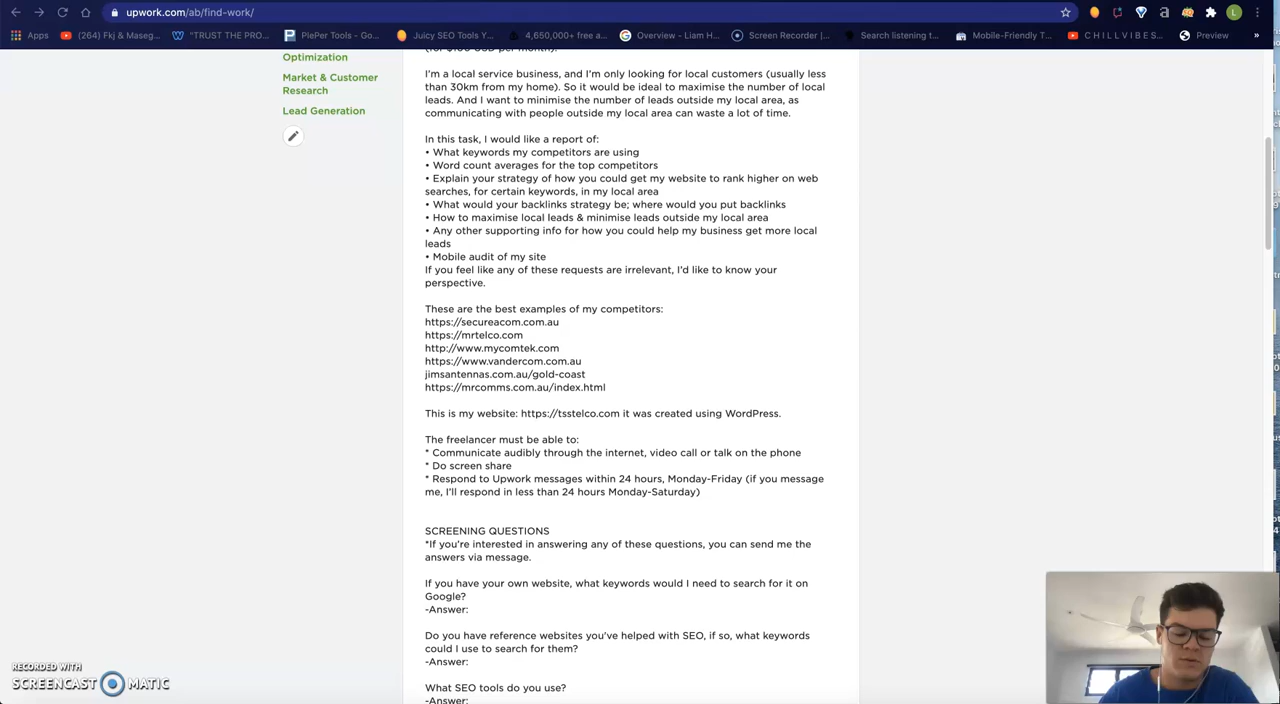 upwork.com/ab/find-work/
L
Apps
(264) Fkj & Maseg...
"TRUST THE PRO...
PlePer Tools - Go...
Juicy SEO Tools Y...
4,650,000+ free a...
Overview - Liam H...
Screen Recorder |...
Search listening t...
Mobile-Friendly T...
C H I L L V I B E S...
Preview
»
Optimization
Market & Customer
Research
Lead Generation
(for $100 USD per month).
I'm a local service business, and I'm only looking for local customers (usually less
than 30km from my home). So it would be ideal to maximise the number of local
leads. And I want to minimise the number of leads outside my local area, as
communicating with people outside my local area can waste a lot of time.
In this task, I would like a report of:
• What keywords my competitors are using
• Word count averages for the top competitors
• Explain your strategy of how you could get my website to rank higher on web
searches, for certain keywords, in my local area
• What would your backlinks strategy be; where would you put backlinks
• How to maximise local leads & minimise leads outside my local area
• Any other supporting info for how you could help my business get more local
leads
• Mobile audit of my site
If you feel like any of these requests are irrelevant, I'd like to know your
perspective.
These are the best examples of my competitors:
https://secureacom.com.au
https://mrtelco.com
http://www.mycomtek.com
https://www.vandercom.com.au
jimsantennas.com.au/gold-coast
https://mrcomms.com.au/index.html
This is my website: https://tsstelco.com it was created using WordPress.
The freelancer must be able to:
* Communicate audibly through the internet, video call or talk on the phone
* Do screen share
* Respond to Upwork messages within 24 hours, Monday-Friday (if you message
me, I'll respond in less than 24 hours Monday-Saturday)
SCREENING QUESTIONS
*If you're interested in answering any of these questions, you can send me the
answers via message.
If you have your own website, what keywords would I need to search for it on
Google?
-Answer:
Do you have reference websites you've helped with SEO, if so, what keywords
could I use to search for them?
-Answer:
What SEO tools do you use?
-Answer:
RECORDED WITH
SCREENCAST MATIC